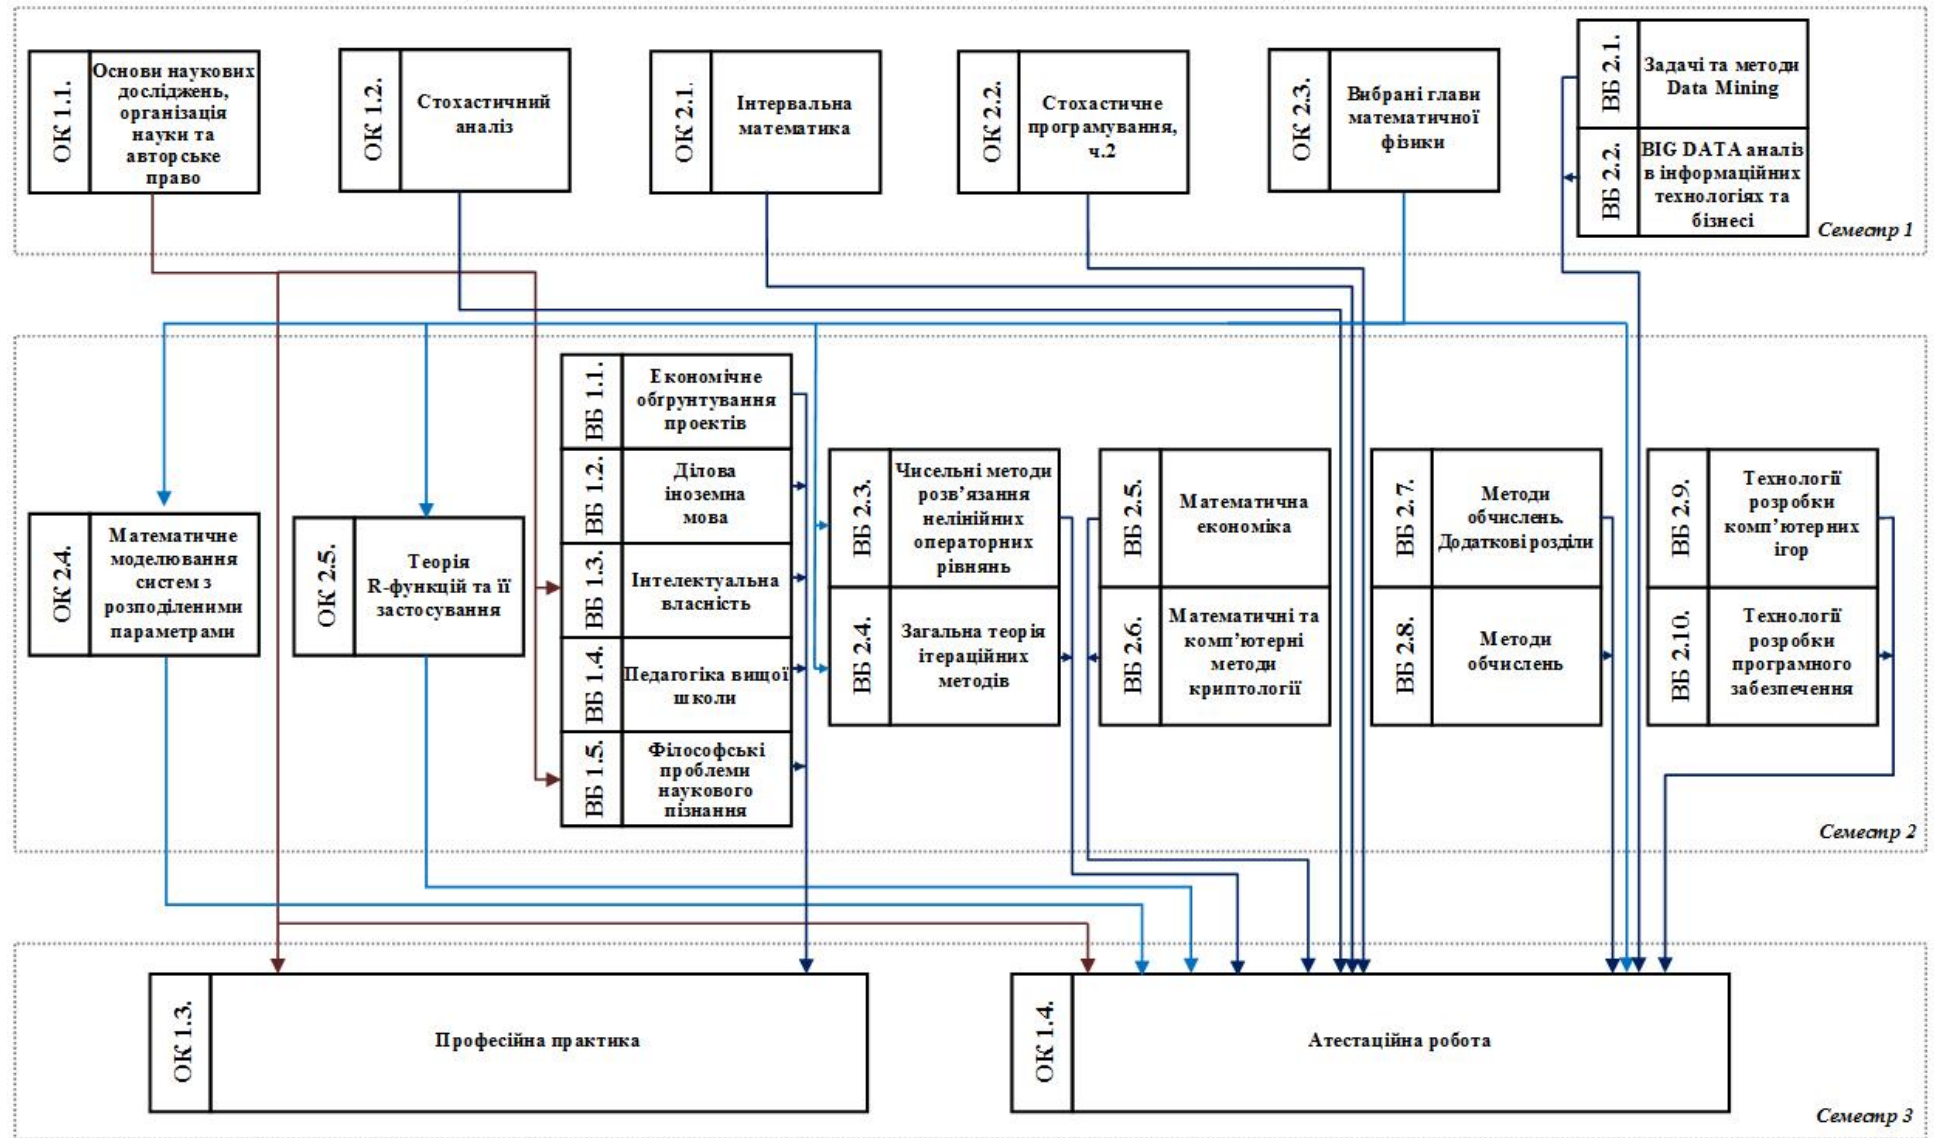 ОК 1.1.
Основи наукових
досліджень,
організація
науки та
авторське
право
ОК 1.2.
Стохастичний
аналіз
ОК 2.1.
Інтервальна
математика
ОК 2.2.
Стохастичне
програмування,
ч.2
ОК 2.3.
Вибрані глави
математичної
фізики
ВБ 2.1.
Задачі та методи
Data Mining
ВБ 2.2.
BIG DATA аналіз
в інформаційних
технологіях та
бізнесі
Семестр 1
ОК 2.4.
Математичне
моделювання
систем з
розподіленими
параметрами
ОК 2.5.
Теорія
R-функцій та її
застосування
ВБ 1.1.
Економічне
обґрунтування
проектів
ВБ 1.2.
Ділова
іноземна
мова
ВБ 1.3.
Інтелектуальна
власність
ВБ 1.4.
Педагогіка вищої
школи
ВБ 1.5.
Філософські
проблеми
наукового
пізнання
ВБ 2.3.
Чисельні методи
розв’язання
нелінійних
операторних
рівнянь
ВБ 2.4.
Загальна теорія
ітераційних
методів
ВБ 2.5.
Математична
економіка
ВБ 2.6.
Математичні та
комп’ютерні
методи
криптології
ВБ 2.7.
Методи
обчислень.
Додаткові розділи
ВБ 2.8.
Методи
обчислень
ВБ 2.9.
Технології
розробки
комп’ютерних
ігор
ВБ 2.10.
Технології
розробки
програмного
забезпечення
Семестр 2
ОК 1.3.
Професійна практика
ОК 1.4.
Атестаційна робота
Семестр 3